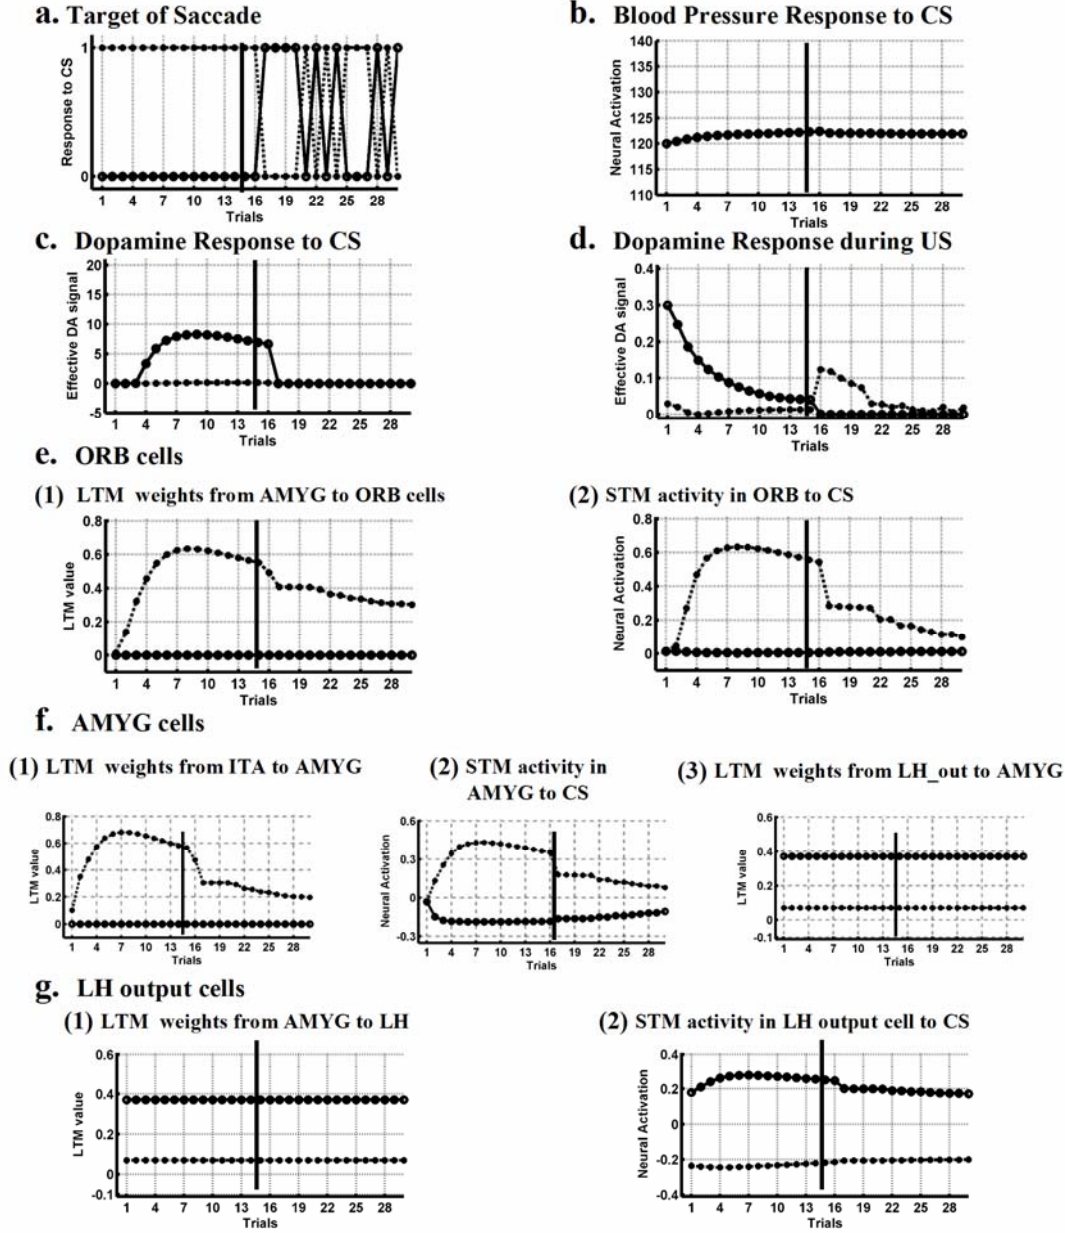 a. Target of Saccade
Response to CS
1
0
1 4 7 10 13 16 19 22 25 28
Trials
b. Blood Pressure Response to CS
Neural Activation
140
135
130
125
120
115
110
1 4 7 10 13 16 19 22 25 28
Trials
c. Dopamine Response to CS
Effective DA signal
20
15
10
5
0
-5
1 4 7 10 13 16 19 22 25 28
Trials
d. Dopamine Response during US
Effective DA signal
0.4
0.3
0.2
0.1
0
1 4 7 10 13 16 19 22 25 28
Trials
e. ORB cells
(1) LTM weights from AMYG to ORB cells
LTM value
0.8
0.6
0.4
0.2
0
1 4 7 10 13 16 19 22 25 28
Trials
(2) STM activity in ORB to CS
Neural Activation
0.8
0.6
0.4
0.2
0
1 4 7 10 13 16 19 22 25 28
Trials
f. AMYG cells
(1) LTM weights from ITA to AMYG
LTM value
0.8
0.6
0.4
0.2
0
1 4 7 10 13 16 19 22 25 28
Trials
(2) STM activity in
AMYG to CS
Neural Activation
0.6
0.3
0
-0.3
1 4 7 10 13 16 19 22 25 28
Trials
(3) LTM weights from LH_out to AMYG
LTM value
0.6
0.4
0.2
0
-0.1
1 4 7 10 13 16 19 22 25 28
Trials
g. LH output cells
(1) LTM weights from AMYG to LH
LTM value
0.6
0.4
0.2
0
-0.1
1 4 7 10 13 16 19 22 25 28
Trials
(2) STM activity in LH output cell to CS
Neural Activation
0.4
0.2
0
-0.2
-0.4
1 4 7 10 13 16 19 22 25 28
Trials